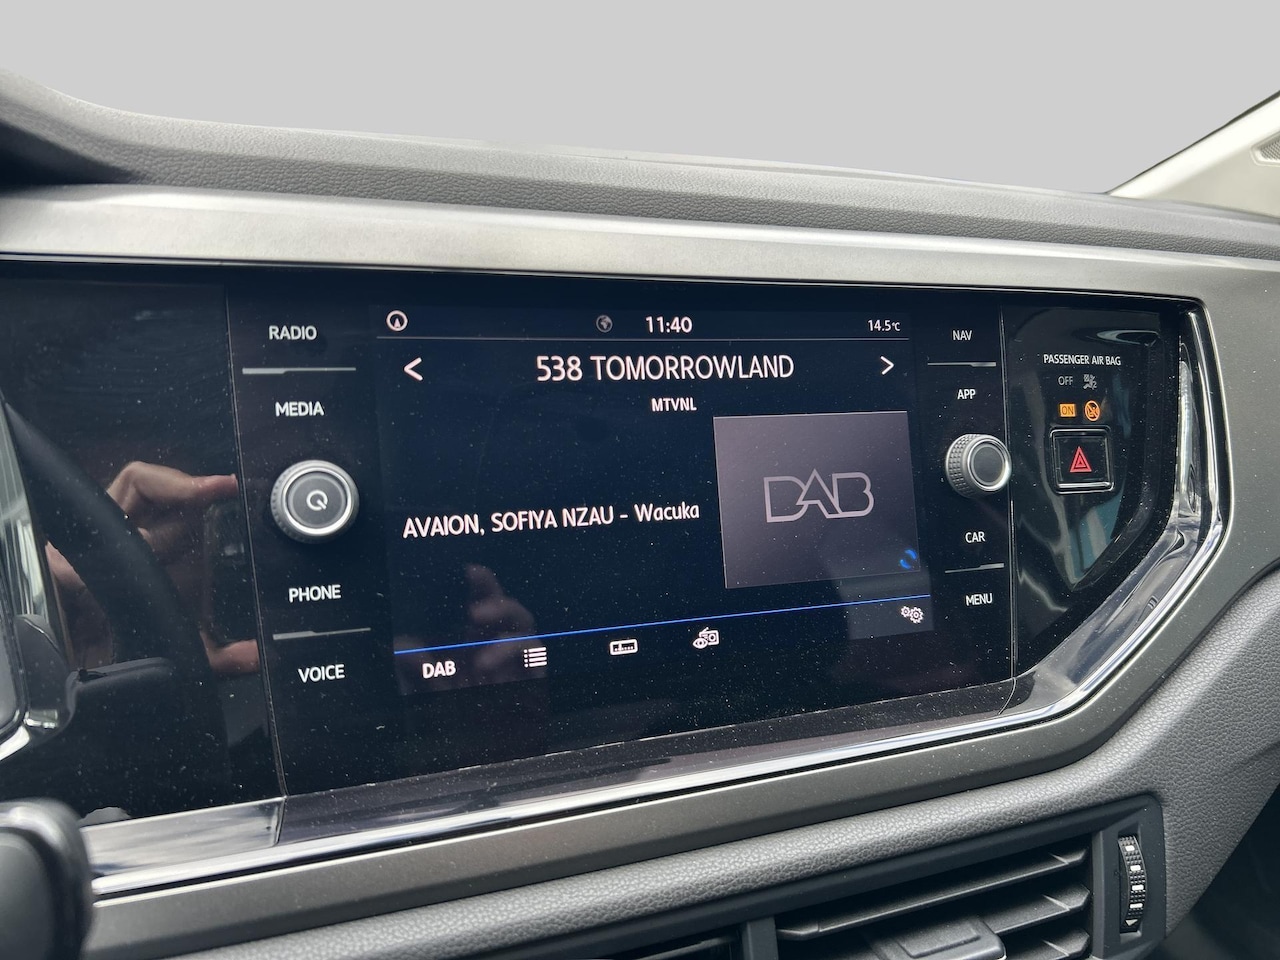 RADIO
MEDIA
PHONE
VOICE
11:40
14.5°C
< 538 TOMORROWLAND >
MTVNL
AVAION, SOFIYA NZAU - Wacuka
DAB
DAB
NAV
APP
CAR
MENU
PASSENGER AIR BAG
OFF
ON